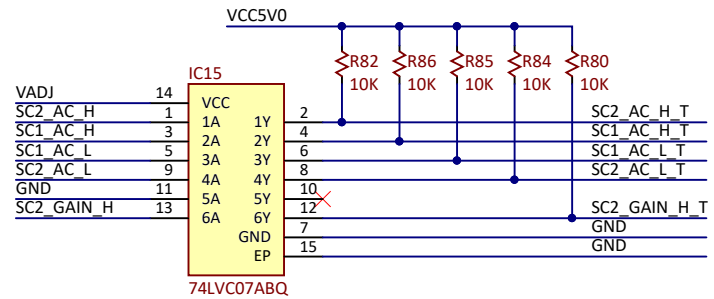 VCC5V0
R82 R86 R85 R84 R80
10K 10K 10K 10K 10K
IC15
VADJ 14 VCC
SC2_AC_H 1 1A 1Y 2 SC2_AC_H_T
SC1_AC_H 3 2A 2Y 4 SC1_AC_H_T
SC1_AC_L 5 3A 3Y 6 SC1_AC_L_T
SC2_AC_L 9 4A 4Y 8 SC2_AC_L_T
GND 11 5A 5Y 10
SC2_GAIN_H 13 6A 6Y 12 SC2_GAIN_H_T
GND 7 GND
EP 15 GND
74LVC07ABQ